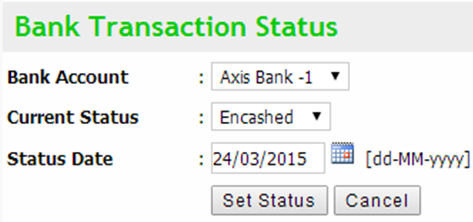 Bank Transaction Status
Bank Account : Axis Bank -1
Current Status : Encashed
Status Date : 24/03/2015 [dd-MM-yyyy]
Set Status Cancel